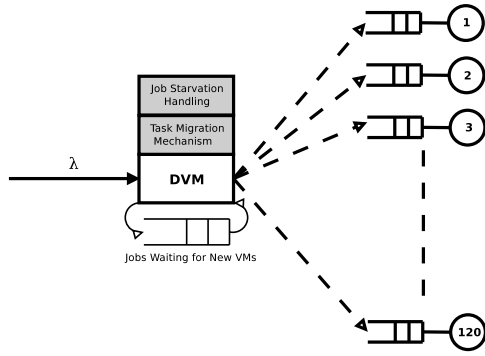 1
Job Starvation
Handling
2
Task Migration
Mechanism
3
λ
DVM
Jobs Waiting for New VMs
120